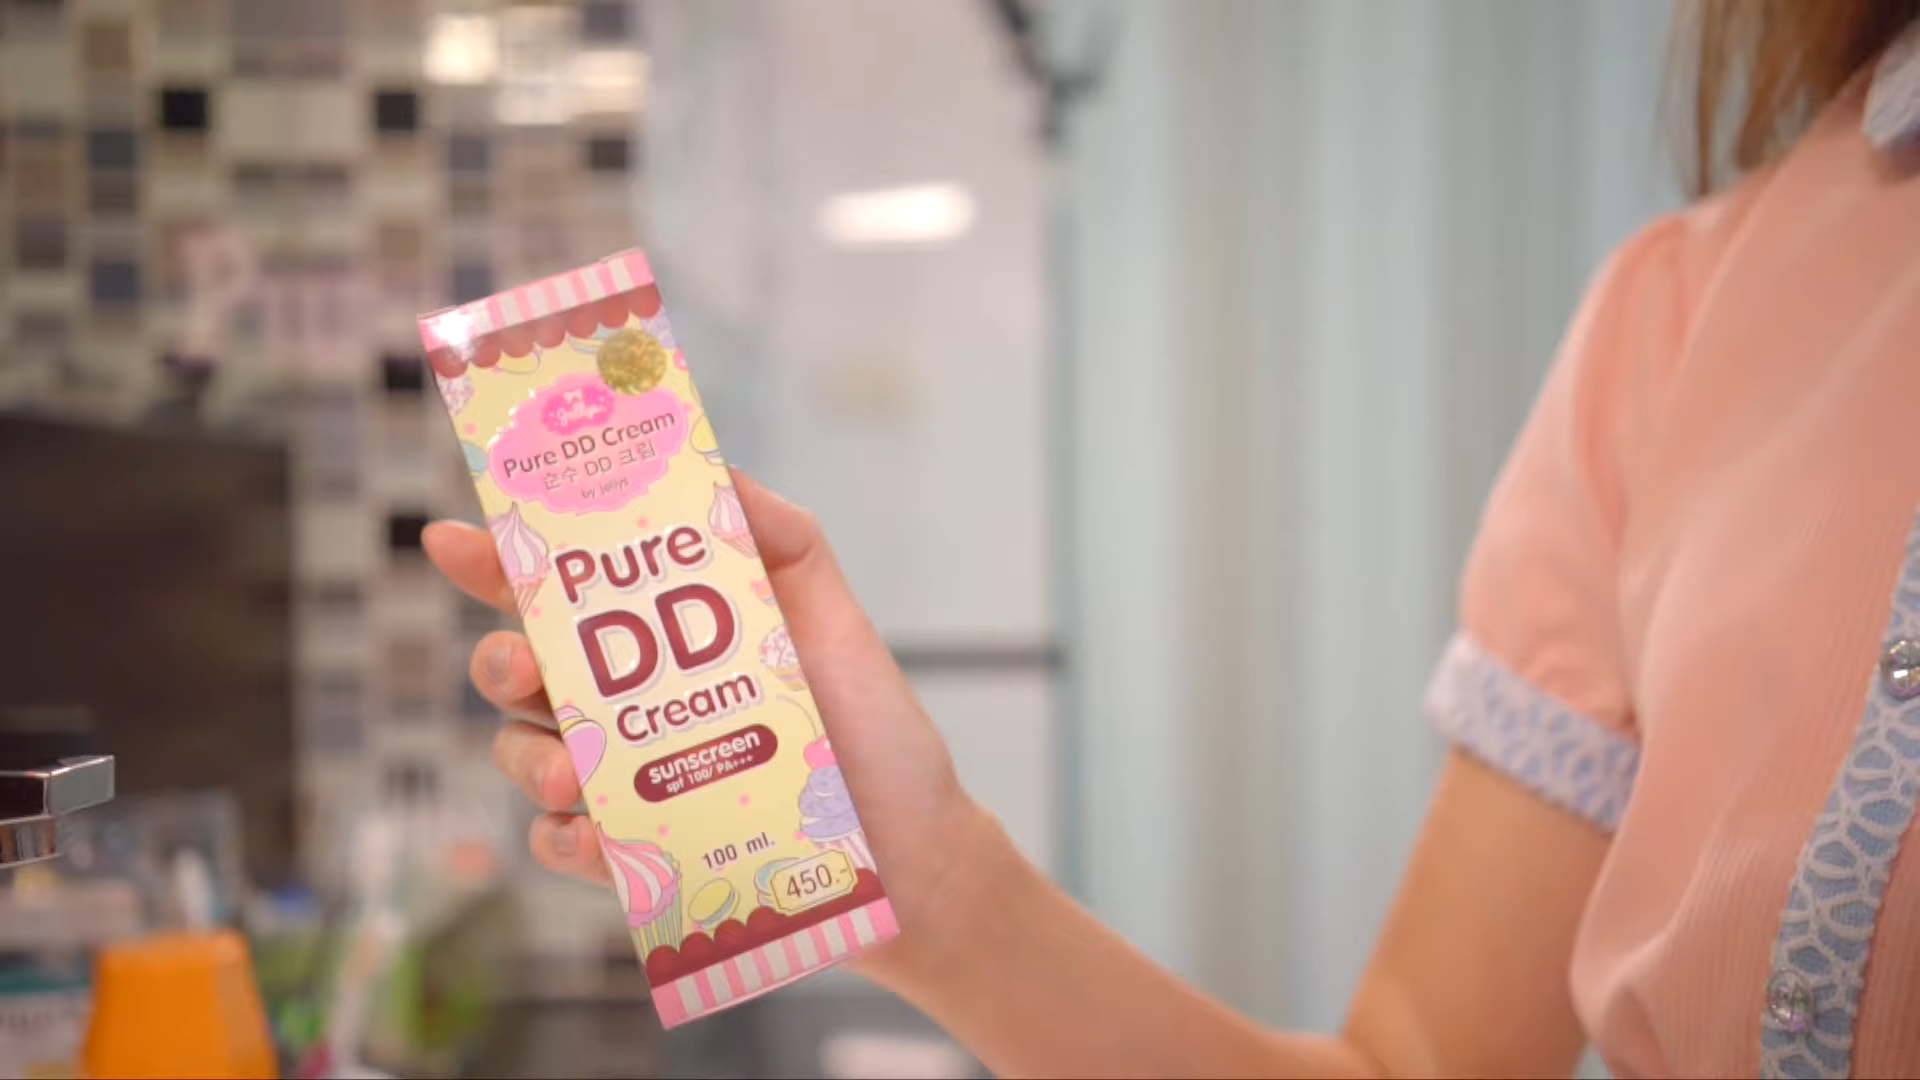 Jellys
Pure DD Cream
순수 DD 크림
by jellys
Pure
DD
Cream
sunscreen
spf 100/ PA+++
100 ml.
450.-